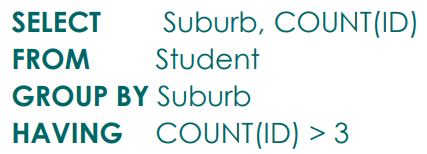 SELECT Suburb, COUNT(ID)
FROM Student
GROUP BY Suburb
HAVING COUNT(ID) > 3